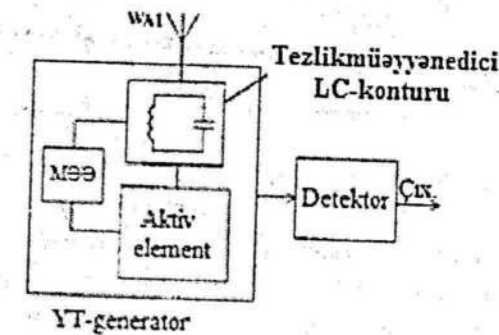 WA1
Tezlikmüəyyənedici
LC-konturu
MƏƏ
Aktiv
element
Detektor
Çıx.
YT-generator